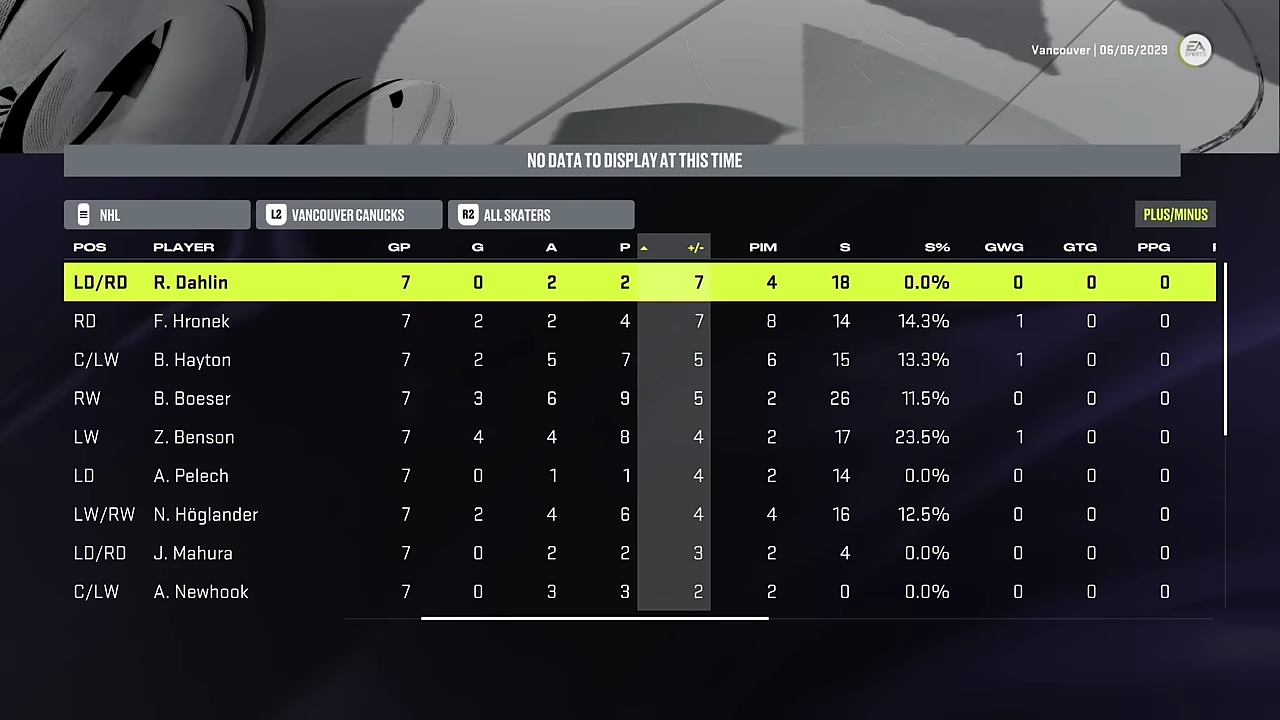 Vancouver | 06/06/2029 EA SPORTS
NO DATA TO DISPLAY AT THIS TIME
NHL L2 VANCOUVER CANUCKS R2 ALL SKATERS PLUS/MINUS
POS PLAYER GP G A P +/- PIM S S% GWG GTG PPG
LD/RD R. Dahlin 7 0 2 2 7 4 18 0.0% 0 0 0
RD F. Hronek 7 2 2 4 7 8 14 14.3% 1 0 0
C/LW B. Hayton 7 2 5 7 5 6 15 13.3% 1 0 0
RW B. Boeser 7 3 6 9 5 2 26 11.5% 0 0 0
LW Z. Benson 7 4 4 8 4 2 17 23.5% 1 0 0
LD A. Pelech 7 0 1 1 4 2 14 0.0% 0 0 0
LW/RW N. Höglander 7 2 4 6 4 4 16 12.5% 0 0 0
LD/RD J. Mahura 7 0 2 2 3 2 4 0.0% 0 0 0
C/LW A. Newhook 7 0 3 3 2 2 0 0.0% 0 0 0